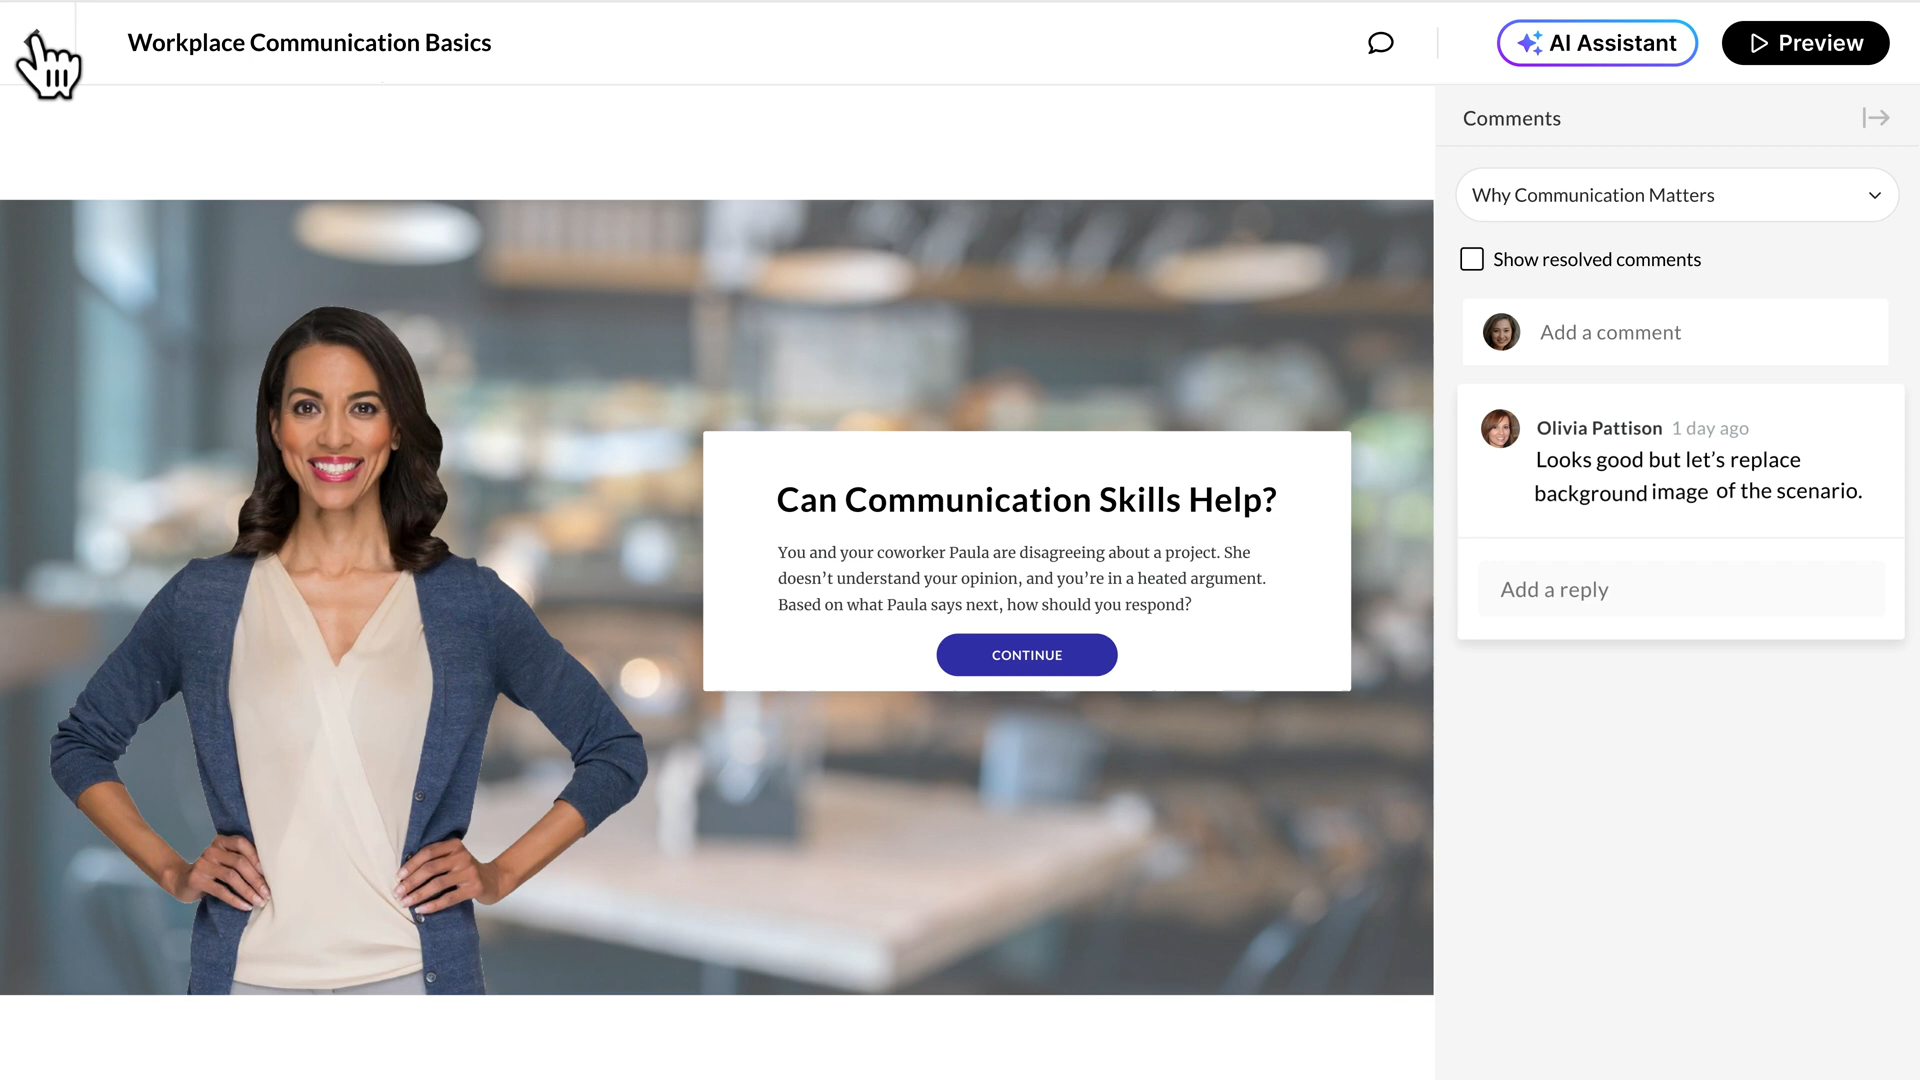 Workplace Communication Basics
AI Assistant
Preview
Comments
Why Communication Matters
Show resolved comments
Add a comment
Olivia Pattison 1 day ago
Looks good but let’s replace
background image of the scenario.
Add a reply
Can Communication Skills Help?
You and your coworker Paula are disagreeing about a project. She
doesn’t understand your opinion, and you’re in a heated argument.
Based on what Paula says next, how should you respond?
CONTINUE